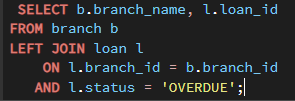 SELECT b.branch_name, l.loan_id
FROM branch b
LEFT JOIN loan l
ON l.branch_id = b.branch_id
AND l.status = 'OVERDUE';